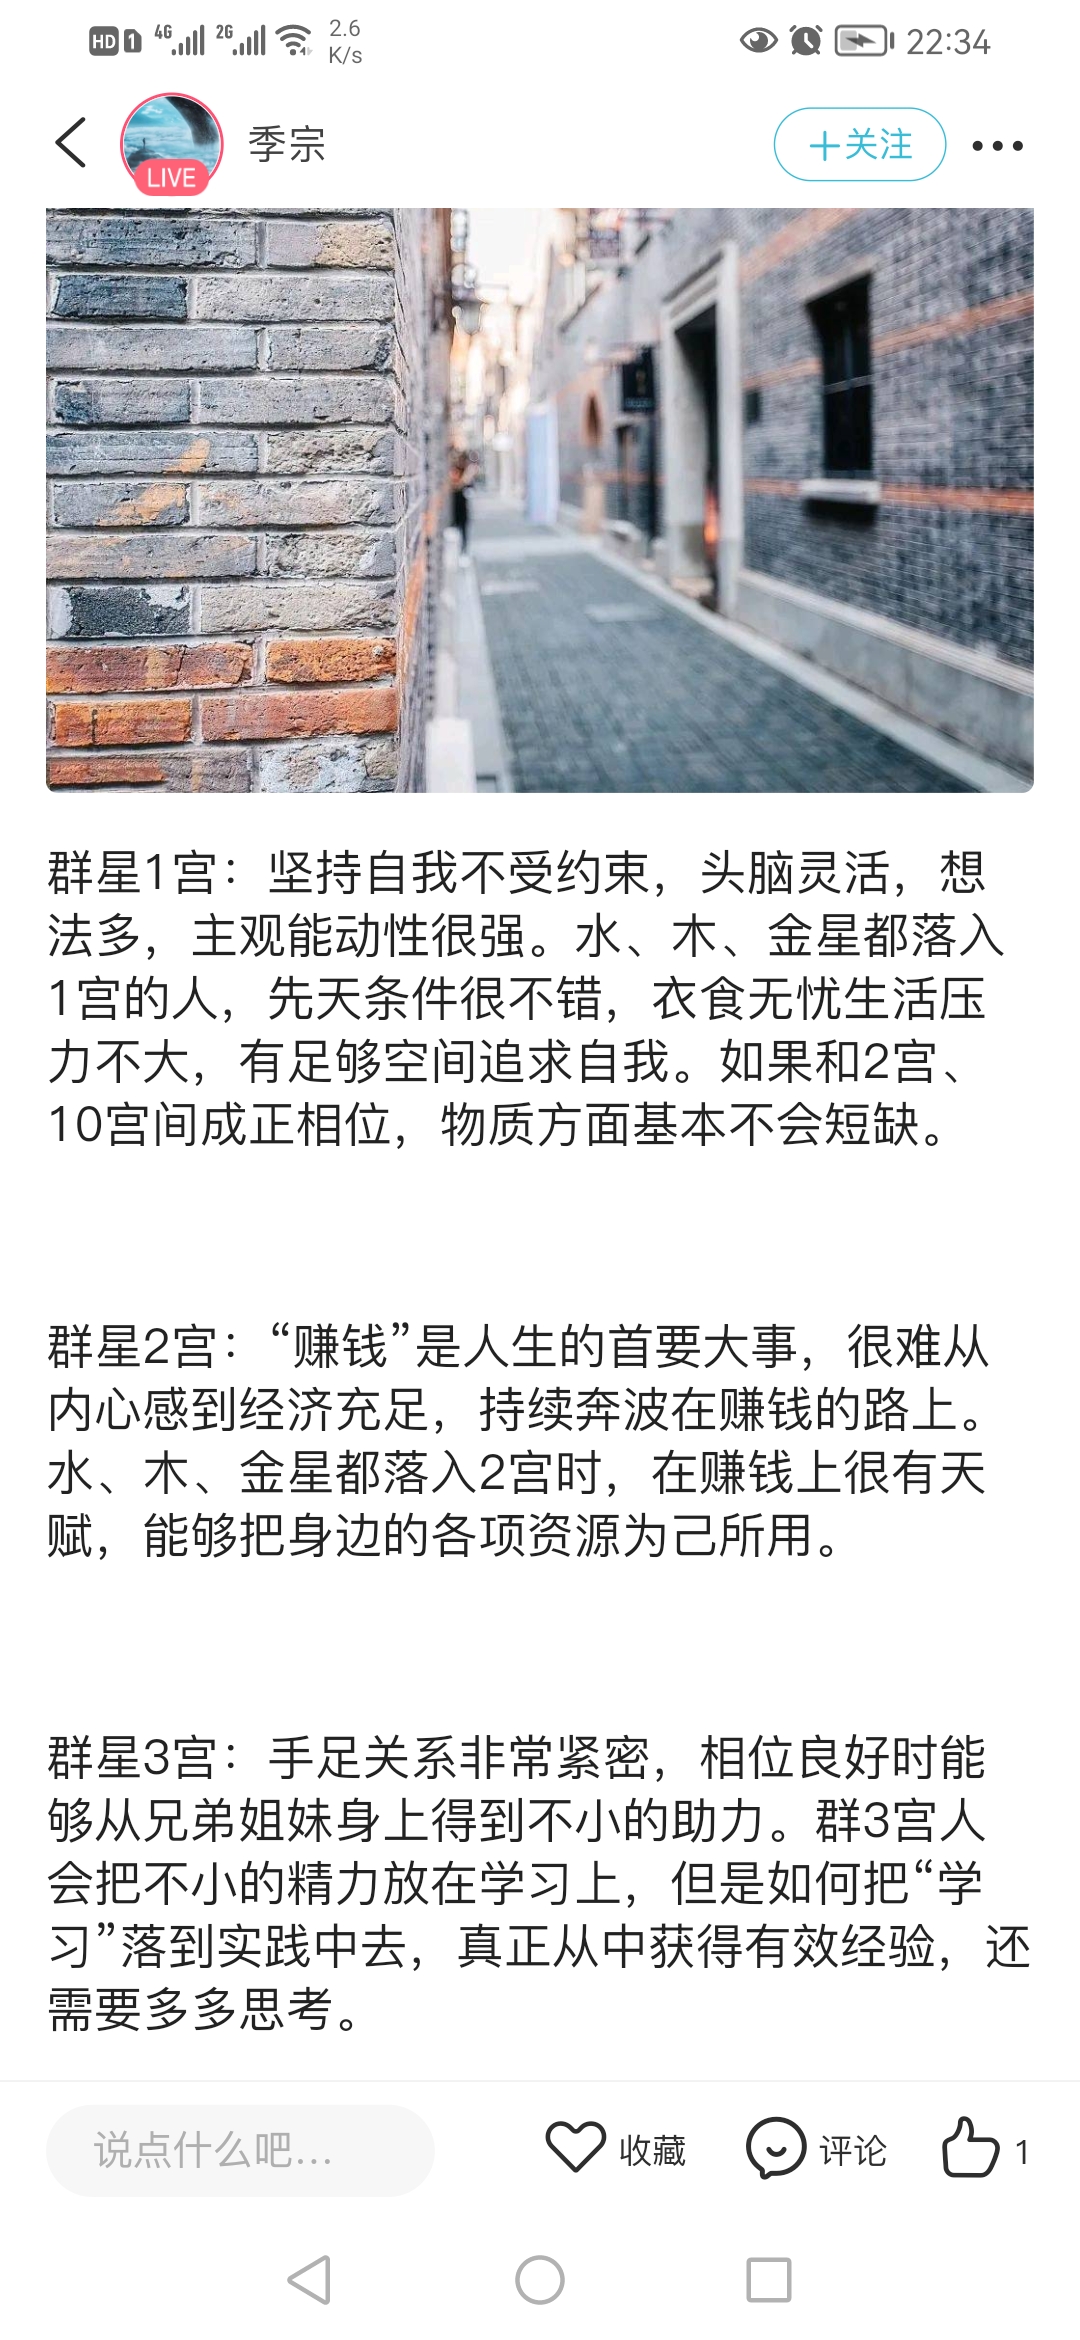 HD 1 4G 2G 2.6 K/s 22:34
季宗
LIVE
+关注
群星1宫：坚持自我不受约束，头脑灵活，想
法多，主观能动性很强。水、木、金星都落入
1宫的人，先天条件很不错，衣食无忧生活压
力不大，有足够空间追求自我。如果和2宫、
10宫间成正相位，物质方面基本不会短缺。
群星2宫：“赚钱”是人生的首要大事，很难从
内心感到经济充足，持续奔波在赚钱的路上。
水、木、金星都落入2宫时，在赚钱上很有天
赋，能够把身边的各项资源为己所用。
群星3宫：手足关系非常紧密，相位良好时能
够从兄弟姐妹身上得到不小的助力。群3宫人
会把不小的精力放在学习上，但是如何把“学
习”落到实践中去，真正从中获得有效经验，还
需要多多思考。
说点什么吧... 收藏 评论 1